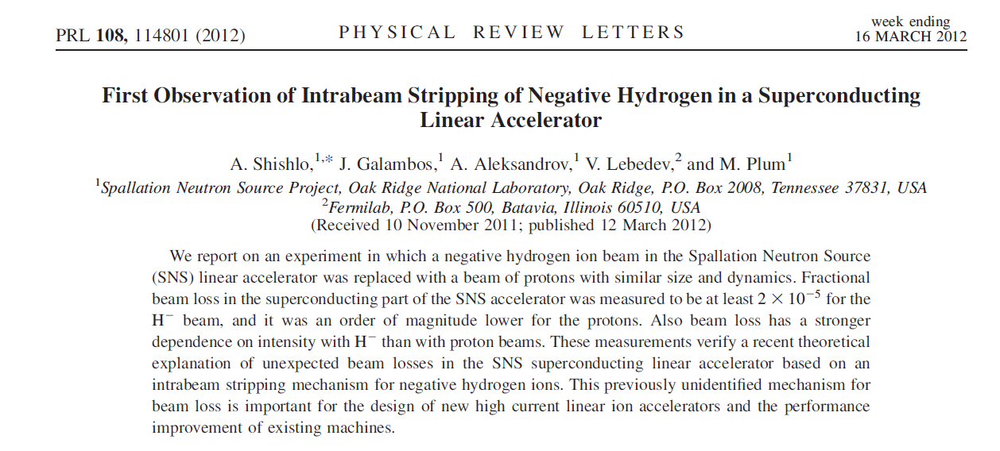 PRL 108, 114801 (2012)
PHYSICAL REVIEW LETTERS
week ending
16 MARCH 2012
First Observation of Intrabeam Stripping of Negative Hydrogen in a Superconducting
Linear Accelerator
A. Shishlo,¹,* J. Galambos,¹ A. Aleksandrov,¹ V. Lebedev,² and M. Plum¹
¹Spallation Neutron Source Project, Oak Ridge National Laboratory, Oak Ridge, P.O. Box 2008, Tennessee 37831, USA
²Fermilab, P.O. Box 500, Batavia, Illinois 60510, USA
(Received 10 November 2011; published 12 March 2012)
We report on an experiment in which a negative hydrogen ion beam in the Spallation Neutron Source
(SNS) linear accelerator was replaced with a beam of protons with similar size and dynamics. Fractional
beam loss in the superconducting part of the SNS accelerator was measured to be at least 2 × 10⁻⁵ for the
H⁻ beam, and it was an order of magnitude lower for the protons. Also beam loss has a stronger
dependence on intensity with H⁻ than with proton beams. These measurements verify a recent theoretical
explanation of unexpected beam losses in the SNS superconducting linear accelerator based on an
intrabeam stripping mechanism for negative hydrogen ions. This previously unidentified mechanism for
beam loss is important for the design of new high current linear ion accelerators and the performance
improvement of existing machines.